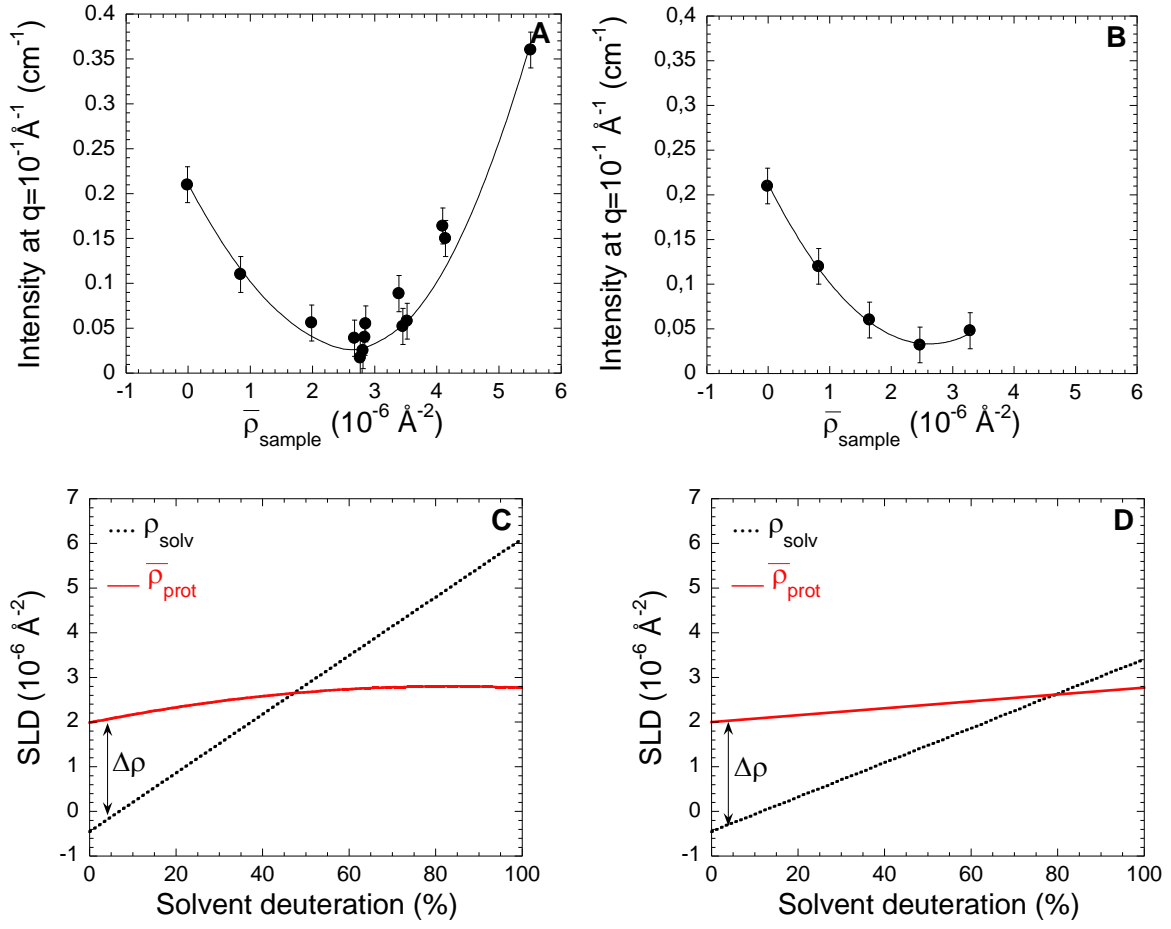 A
Intensity at q=10⁻¹ Å⁻¹ (cm⁻¹)
0,4
0,35
0,3
0,25
0,2
0,15
0,1
0,05
0
-1 0 1 2 3 4 5 6
ρ̅sample (10⁻⁶ Å⁻²)
B
Intensity at q=10⁻¹ Å⁻¹ (cm⁻¹)
0,4
0,35
0,3
0,25
0,2
0,15
0,1
0,05
0
-1 0 1 2 3 4 5 6
ρ̅sample (10⁻⁶ Å⁻²)
C
ρsolv
ρ̅prot
SLD (10⁻⁶ Å⁻²)
7
6
5
4
3
2
1
0
-1
Δρ
0 20 40 60 80 100
Solvent deuteration (%)
D
ρsolv
ρ̅prot
SLD (10⁻⁶ Å⁻²)
7
6
5
4
3
2
1
0
-1
Δρ
0 20 40 60 80 100
Solvent deuteration (%)